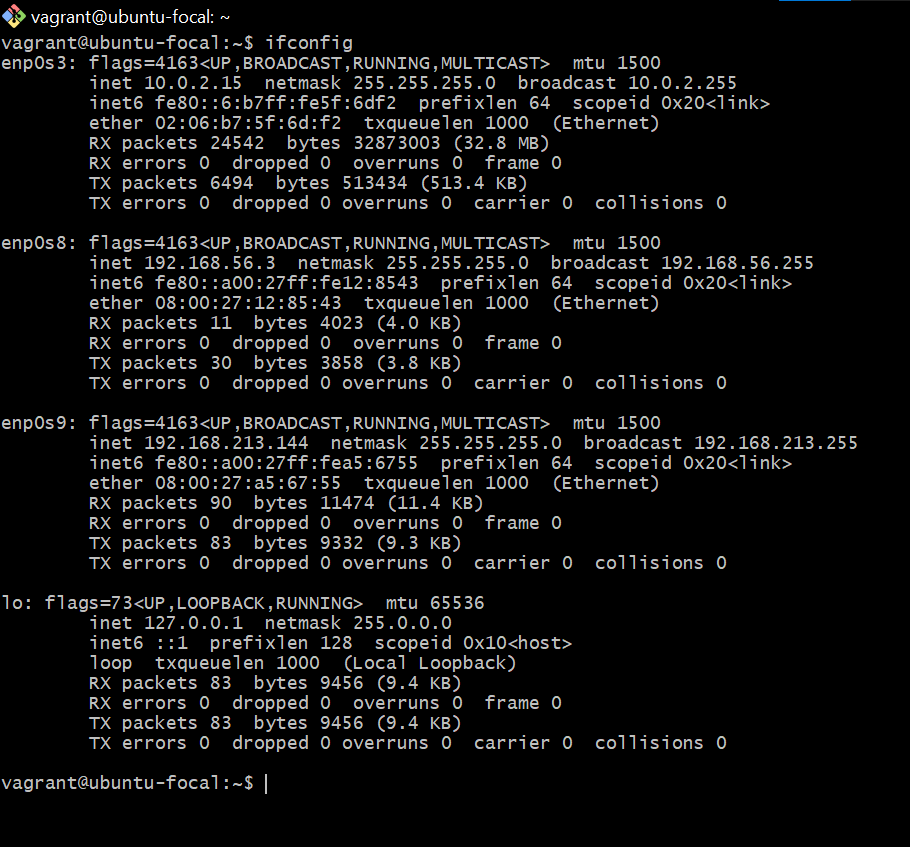 vagrant@ubuntu-focal: ~
vagrant@ubuntu-focal:~$ ifconfig
enp0s3: flags=4163<UP,BROADCAST,RUNNING,MULTICAST>  mtu 1500
        inet 10.0.2.15  netmask 255.255.255.0  broadcast 10.0.2.255
        inet6 fe80::6:b7ff:fe5f:6df2  prefixlen 64  scopeid 0x20<link>
        ether 02:06:b7:5f:6d:f2  txqueuelen 1000  (Ethernet)
        RX packets 24542  bytes 32873003 (32.8 MB)
        RX errors 0  dropped 0  overruns 0  frame 0
        TX packets 6494  bytes 513434 (513.4 KB)
        TX errors 0  dropped 0 overruns 0  carrier 0  collisions 0

enp0s8: flags=4163<UP,BROADCAST,RUNNING,MULTICAST>  mtu 1500
        inet 192.168.56.3  netmask 255.255.255.0  broadcast 192.168.56.255
        inet6 fe80::a00:27ff:fe12:8543  prefixlen 64  scopeid 0x20<link>
        ether 08:00:27:12:85:43  txqueuelen 1000  (Ethernet)
        RX packets 11  bytes 4023 (4.0 KB)
        RX errors 0  dropped 0  overruns 0  frame 0
        TX packets 30  bytes 3858 (3.8 KB)
        TX errors 0  dropped 0 overruns 0  carrier 0  collisions 0

enp0s9: flags=4163<UP,BROADCAST,RUNNING,MULTICAST>  mtu 1500
        inet 192.168.213.144  netmask 255.255.255.0  broadcast 192.168.213.255
        inet6 fe80::a00:27ff:fea5:6755  prefixlen 64  scopeid 0x20<link>
        ether 08:00:27:a5:67:55  txqueuelen 1000  (Ethernet)
        RX packets 90  bytes 11474 (11.4 KB)
        RX errors 0  dropped 0  overruns 0  frame 0
        TX packets 83  bytes 9332 (9.3 KB)
        TX errors 0  dropped 0 overruns 0  carrier 0  collisions 0

lo: flags=73<UP,LOOPBACK,RUNNING>  mtu 65536
        inet 127.0.0.1  netmask 255.0.0.0
        inet6 ::1  prefixlen 128  scopeid 0x10<host>
        loop  txqueuelen 1000  (Local Loopback)
        RX packets 83  bytes 9456 (9.4 KB)
        RX errors 0  dropped 0  overruns 0  frame 0
        TX packets 83  bytes 9456 (9.4 KB)
        TX errors 0  dropped 0 overruns 0  carrier 0  collisions 0

vagrant@ubuntu-focal:~$